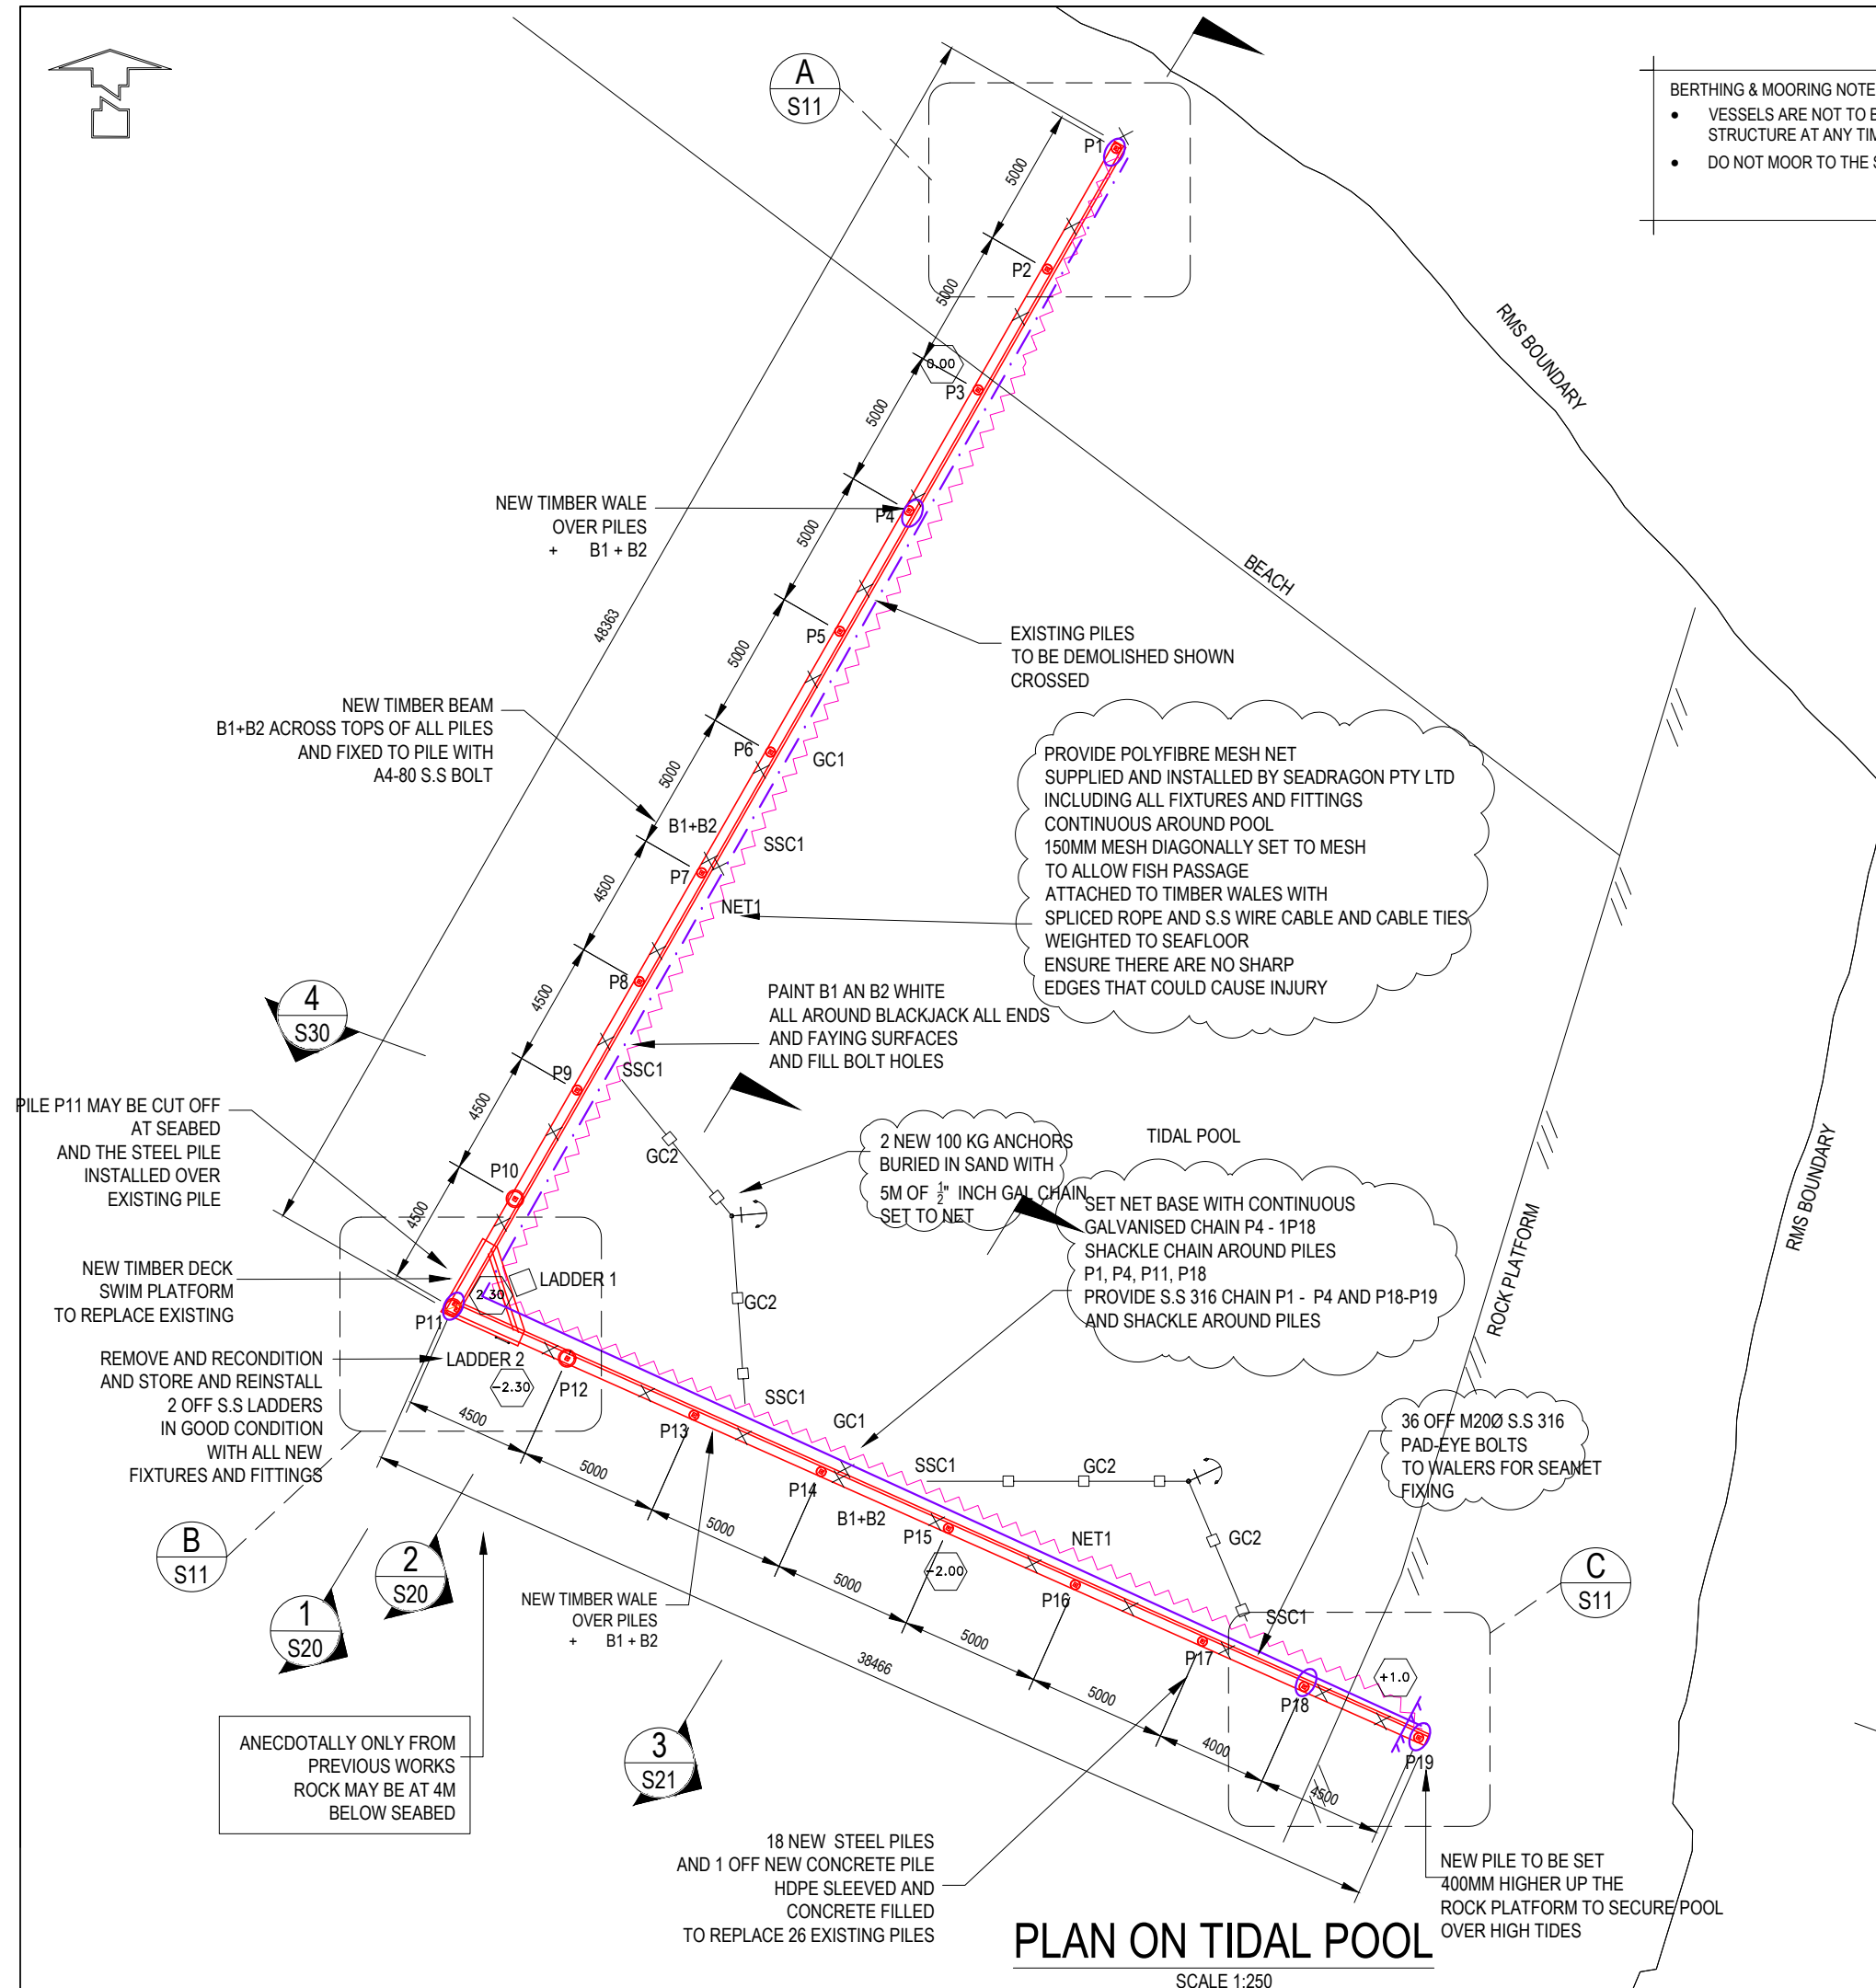 A
S11
BERTHING & MOORING NOTE
• VESSELS ARE NOT TO B
STRUCTURE AT ANY TIM
• DO NOT MOOR TO THE S
P1
5000
P2
5000
0.00
P3
5000
RMS BOUNDARY
NEW TIMBER WALE
OVER PILES
+ B1 + B2
P4
5000
BEACH
48363
P5
5000
EXISTING PILES
TO BE DEMOLISHED SHOWN
CROSSED
NEW TIMBER BEAM
B1+B2 ACROSS TOPS OF ALL PILES
AND FIXED TO PILE WITH
A4-80 S.S BOLT
P6
5000
GC1
B1+B2
SSC1
P7
4500
NET1
PROVIDE POLYFIBRE MESH NET
SUPPLIED AND INSTALLED BY SEADRAGON PTY LTD
INCLUDING ALL FIXTURES AND FITTINGS
CONTINUOUS AROUND POOL
150MM MESH DIAGONALLY SET TO MESH
TO ALLOW FISH PASSAGE
ATTACHED TO TIMBER WALES WITH
SPLICED ROPE AND S.S WIRE CABLE AND CABLE TIES
WEIGHTED TO SEAFLOOR
ENSURE THERE ARE NO SHARP
EDGES THAT COULD CAUSE INJURY
P8
4500
4
S30
PAINT B1 AN B2 WHITE
ALL AROUND BLACKJACK ALL ENDS
AND FAYING SURFACES
AND FILL BOLT HOLES
P9
SSC1
4500
PILE P11 MAY BE CUT OFF
AT SEABED
AND THE STEEL PILE
INSTALLED OVER
EXISTING PILE
GC2
2 NEW 100 KG ANCHORS
BURIED IN SAND WITH
5M OF ½" INCH GAL CHAIN
SET TO NET
TIDAL POOL
P10
4500
SET NET BASE WITH CONTINUOUS
GALVANISED CHAIN P4 - 1P18
SHACKLE CHAIN AROUND PILES
P1, P4, P11, P18
PROVIDE S.S 316 CHAIN P1 - P4 AND P18-P19
AND SHACKLE AROUND PILES
ROCK PLATFORM
RMS BOUNDARY
NEW TIMBER DECK
SWIM PLATFORM
TO REPLACE EXISTING
LADDER 1
2.30
GC2
P11
REMOVE AND RECONDITION
AND STORE AND REINSTALL
2 OFF S.S LADDERS
IN GOOD CONDITION
WITH ALL NEW
FIXTURES AND FITTINGS
LADDER 2
-2.30
P12
SSC1
4500
P13
GC1
5000
P14
SSC1
GC2
36 OFF M20Ø S.S 316
PAD-EYE BOLTS
TO WALERS FOR SEANET
FIXING
B1+B2
5000
P15
NET1
GC2
B
S11
2
S20
1
S20
-2.00
5000
P16
C
S11
NEW TIMBER WALE
OVER PILES
+ B1 + B2
SSC1
5000
38466
P17
+1.0
5000
P18
4000
P19
4500
3
S21
ANECDOTALLY ONLY FROM
PREVIOUS WORKS
ROCK MAY BE AT 4M
BELOW SEABED
18 NEW STEEL PILES
AND 1 OFF NEW CONCRETE PILE
HDPE SLEEVED AND
CONCRETE FILLED
TO REPLACE 26 EXISTING PILES
NEW PILE TO BE SET
400MM HIGHER UP THE
ROCK PLATFORM TO SECURE POOL
OVER HIGH TIDES
PLAN ON TIDAL POOL
SCALE 1:250